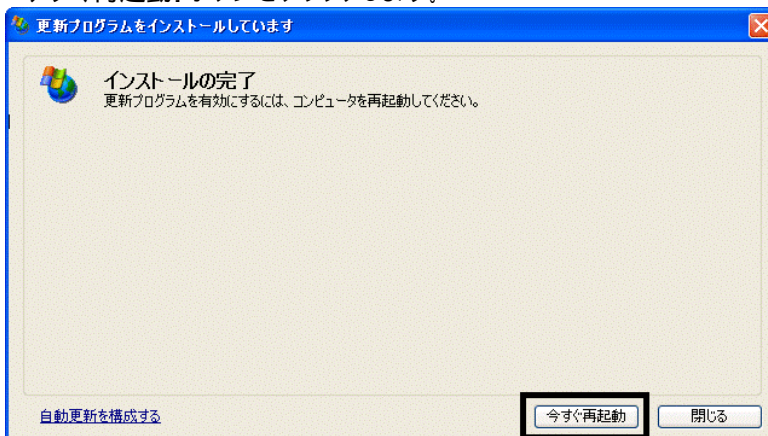 更新プログラムをインストールしています
インストールの完了
更新プログラムを有効にするには、コンピュータを再起動してください。
自動更新を構成する
今すぐ再起動
閉じる